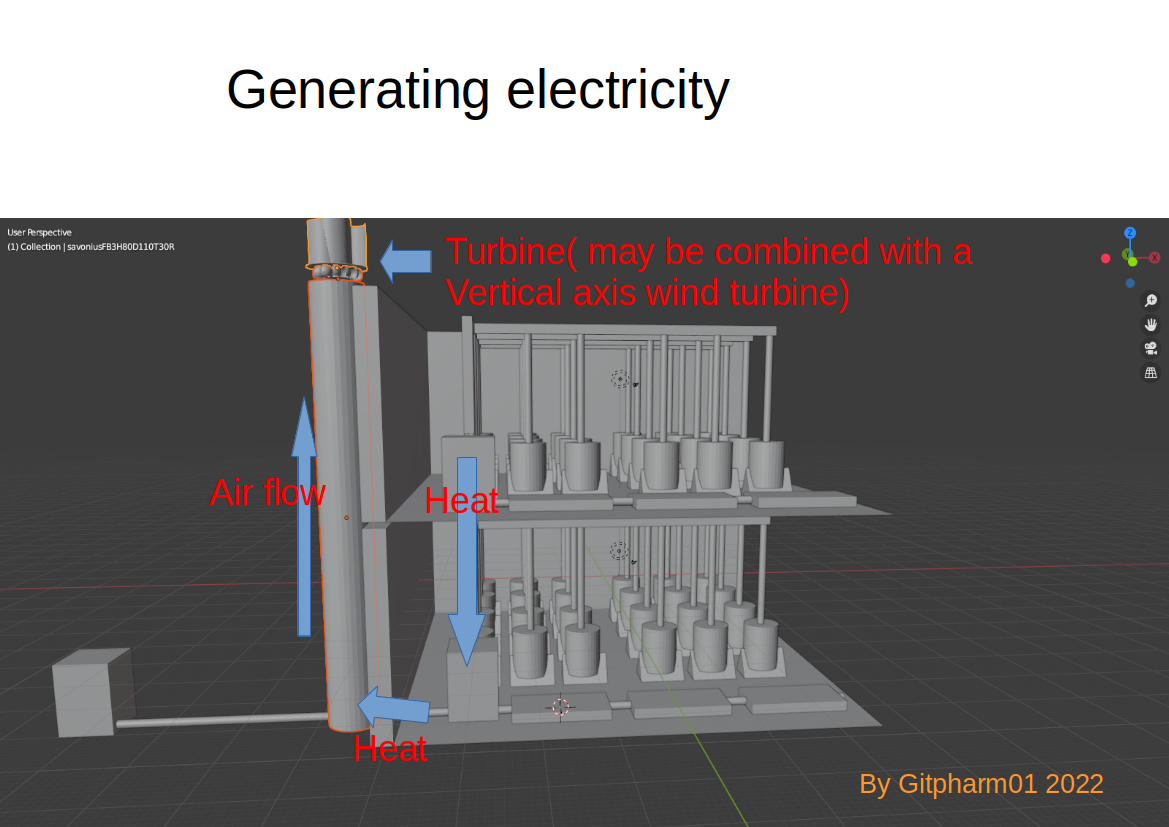 Generating electricity
User Perspective
(1) Collection | savoniusFB3H80D110T30R
Z
X
Turbine( may be combined with a
Vertical axis wind turbine)
Air flow
Heat
Heat
By Gitpharm01 2022